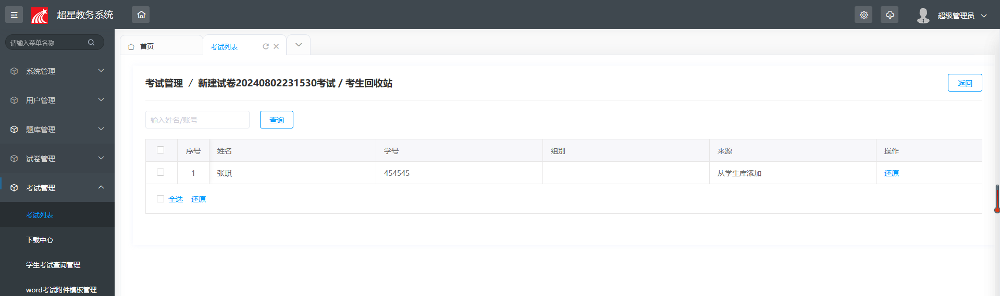 超星教务系统
超级管理员
请输入菜单名称
系统管理
用户管理
题库管理
试卷管理
考试管理
考试列表
下载中心
学生考试查询管理
word考试附件模板管理
首页
考试列表
考试管理 / 新建试卷20240802231530考试 / 考生回收站
返回
输入姓名/账号
查询
序号 姓名 学号 组别 来源 操作
1 张琪 454545 从学生库添加 还原
全选 还原